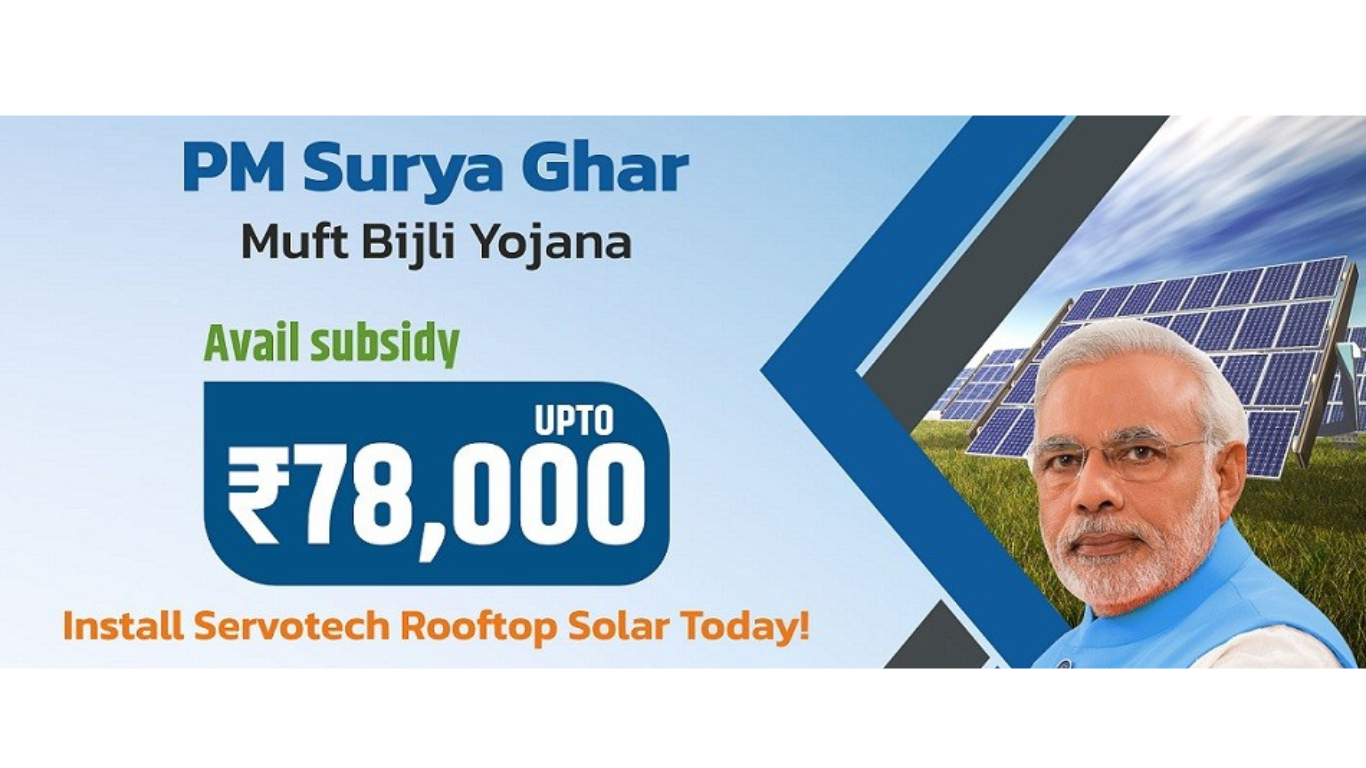 PM Surya Ghar
Muft Bijli Yojana
Avail subsidy
UPTO
₹78,000
Install Servotech Rooftop Solar Today!